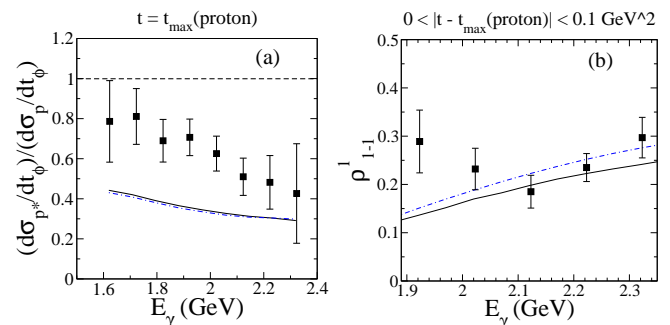 t = t_max(proton)
(a)
(dσ_p*/dt_ϕ)/(dσ_p/dt_ϕ)
1.2
1
0.8
0.6
0.4
0.2
0
1.6 1.8 2 2.2 2.4
E_γ (GeV)
0 < |t - t_max(proton)| < 0.1 GeV^2
(b)
ρ^1_1-1
0.5
0.4
0.3
0.2
0.1
0
1.9 2 2.1 2.2 2.3
E_γ (GeV)